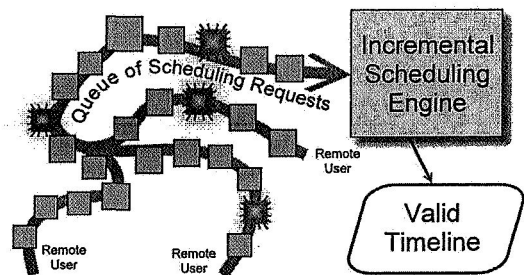 Queue of Scheduling Requests
Incremental
Scheduling
Engine
Remote
User
Valid
Timeline
Remote
User
Remote
User